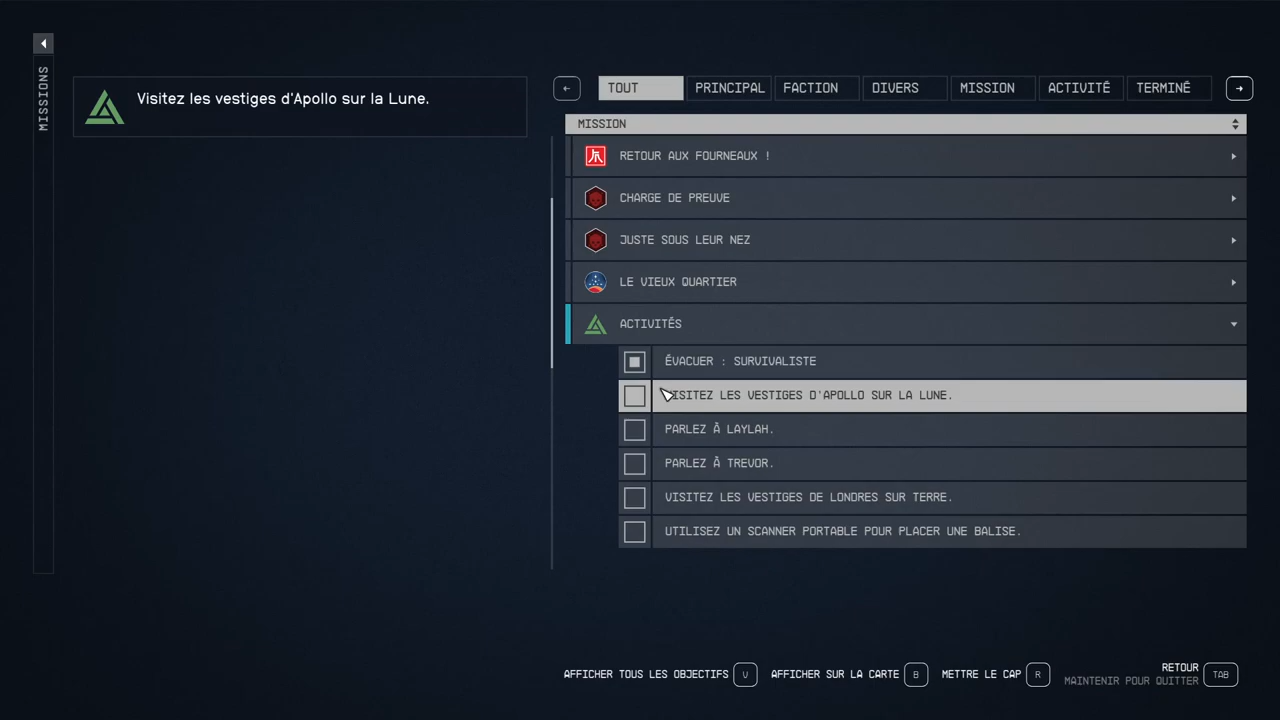 MISSIONS
Visitez les vestiges d'Apollo sur la Lune.
TOUT PRINCIPAL FACTION DIVERS MISSION ACTIVITÉ TERMINÉ
MISSION
RETOUR AUX FOURNEAUX !
CHARGE DE PREUVE
JUSTE SOUS LEUR NEZ
LE VIEUX QUARTIER
ACTIVITÉS
ÉVACUER : SURVIVALISTE
VISITEZ LES VESTIGES D'APOLLO SUR LA LUNE.
PARLEZ À LAYLAH.
PARLEZ À TREVOR.
VISITEZ LES VESTIGES DE LONDRES SUR TERRE.
UTILISEZ UN SCANNER PORTABLE POUR PLACER UNE BALISE.
AFFICHER TOUS LES OBJECTIFS V AFFICHER SUR LA CARTE B METTRE LE CAP R RETOUR TAB
MAINTENIR POUR QUITTER